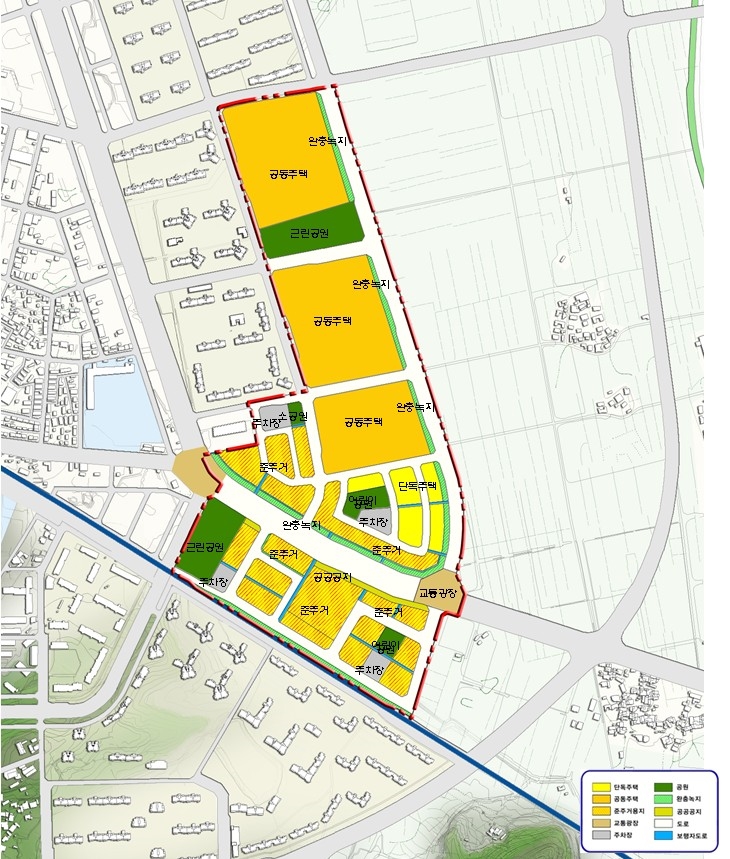 완충녹지
공동주택
근린공원
완충녹지
공동주택
완충녹지
소공원
주차장
공동주택
준주거
단독주택
어린이
공원
주차장
완충녹지
근린공원
준주거
준주거
공공공지
주차장
교통광장
준주거
준주거
어린이
공원
주차장
단독주택
공동주택
준주거용지
교통광장
주차장
공원
완충녹지
공공공지
도로
보행자도로